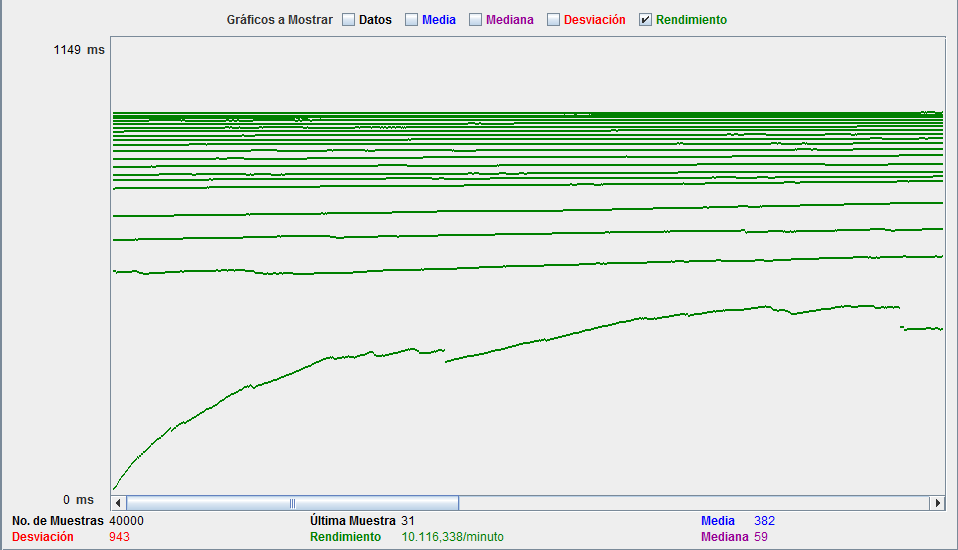 Gráficos a Mostrar Datos Media Mediana Desviación Rendimiento
1149 ms
0 ms
No. de Muestras 40000 Última Muestra 31 Media 382
Desviación 943 Rendimiento 10.116,338/minuto Mediana 59